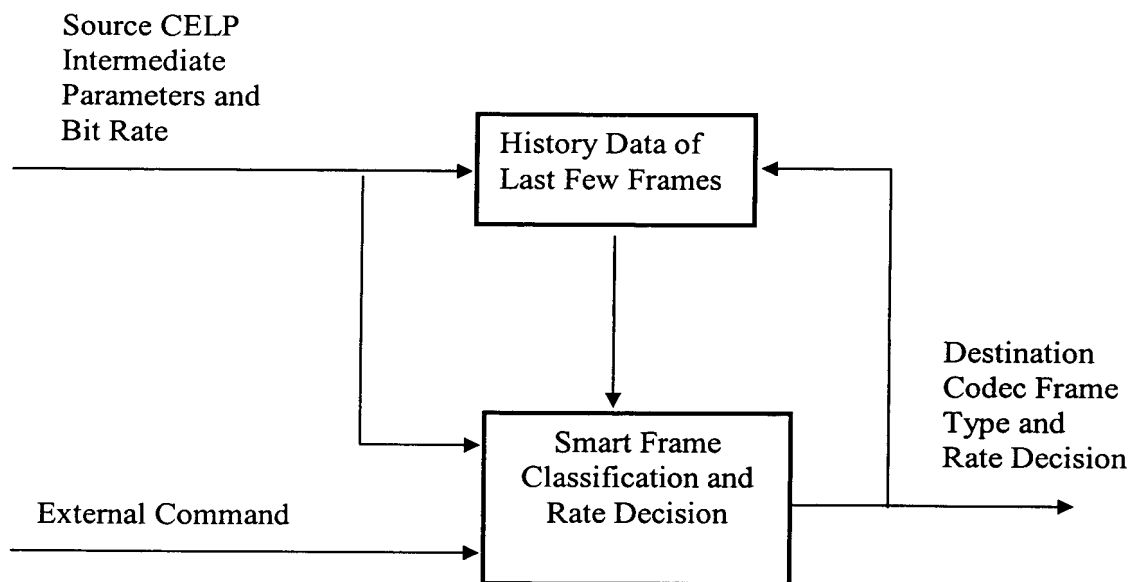 Source CELP
Intermediate
Parameters and
Bit Rate
History Data of
Last Few Frames
Smart Frame
Classification and
Rate Decision
Destination
Codec Frame
Type and
Rate Decision
External Command